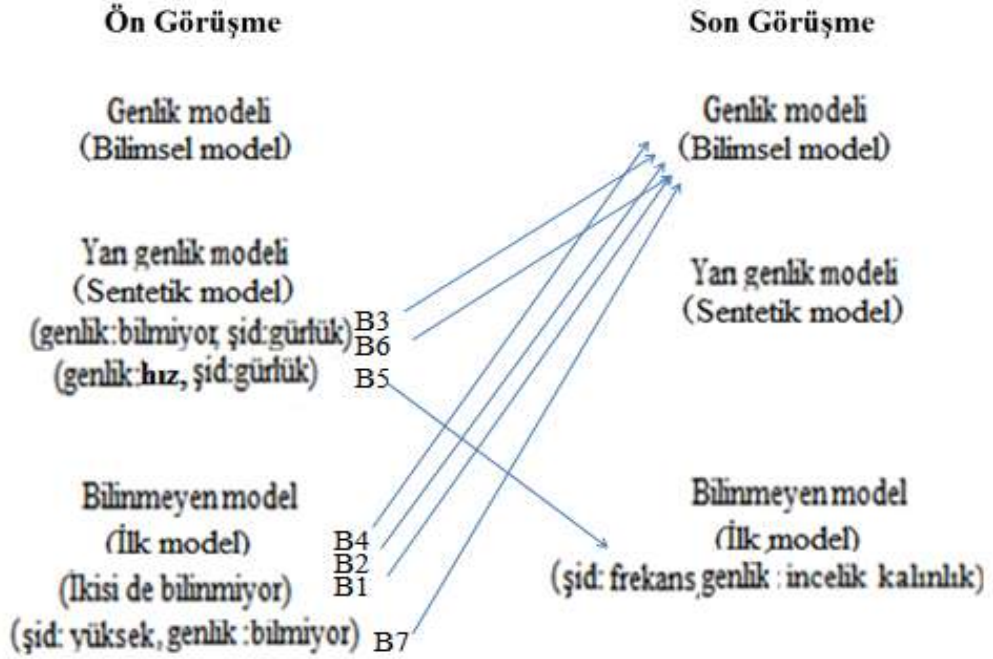 Ön Görüşme
Son Görüşme
Genlik modeli
(Bilimsel model)
Genlik modeli
(Bilimsel model)
Yarı genlik modeli
(Sentetik model)
(genlik:bilmiyor, şid:gürlük)
(genlik:hız, şid:gürlük)
B3
B6
B5
Yarı genlik modeli
(Sentetik model)
Bilinmeyen model
(İlk model)
(İkisi de bilinmiyor)
(şid: yüksek, genlik :bilmiyor)
B4
B2
B1
B7
Bilinmeyen model
(İlk model)
(şid: frekans, genlik : incelik kalınlık)